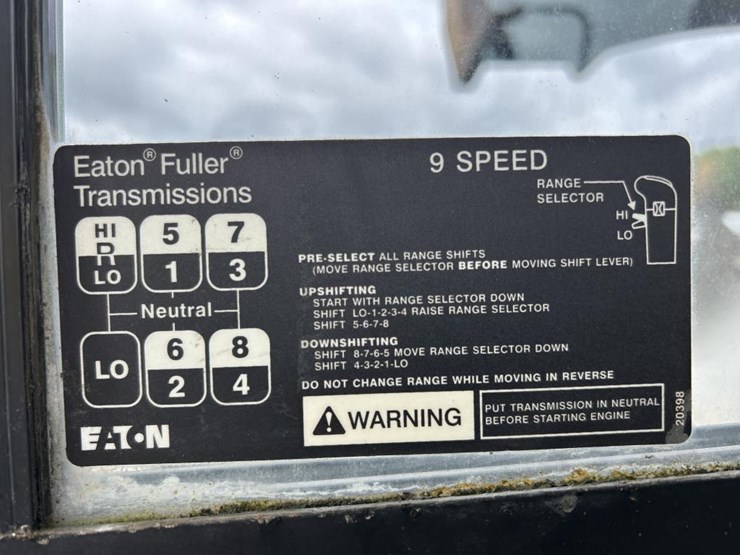 Eaton® Fuller®
Transmissions
9 SPEED
RANGE
SELECTOR
HI
LO
HI
R
LO
5
1
7
3
Neutral
LO
6
2
8
4
PRE-SELECT ALL RANGE SHIFTS
(MOVE RANGE SELECTOR BEFORE MOVING SHIFT LEVER)
UPSHIFTING
START WITH RANGE SELECTOR DOWN
SHIFT LO-1-2-3-4 RAISE RANGE SELECTOR
SHIFT 5-6-7-8
DOWNSHIFTING
SHIFT 8-7-6-5 MOVE RANGE SELECTOR DOWN
SHIFT 4-3-2-1-LO
DO NOT CHANGE RANGE WHILE MOVING IN REVERSE
EATON
WARNING
PUT TRANSMISSION IN NEUTRAL
BEFORE STARTING ENGINE
20398